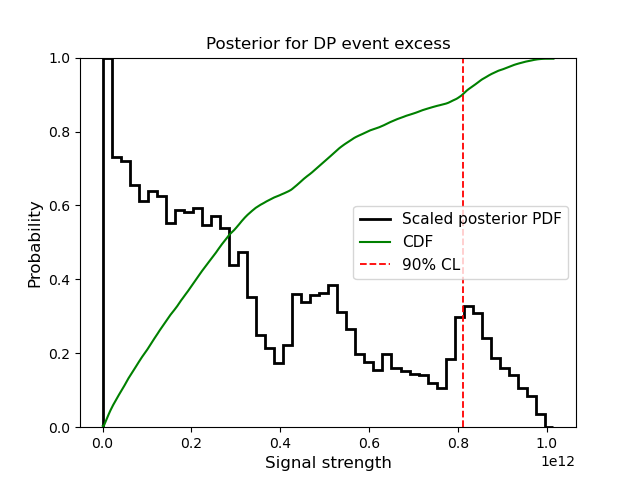 Posterior for DP event excess
Probability
1.0
0.8
0.6
0.4
0.2
0.0
Scaled posterior PDF
CDF
90% CL
0.0 0.2 0.4 0.6 0.8 1.0
1e12
Signal strength